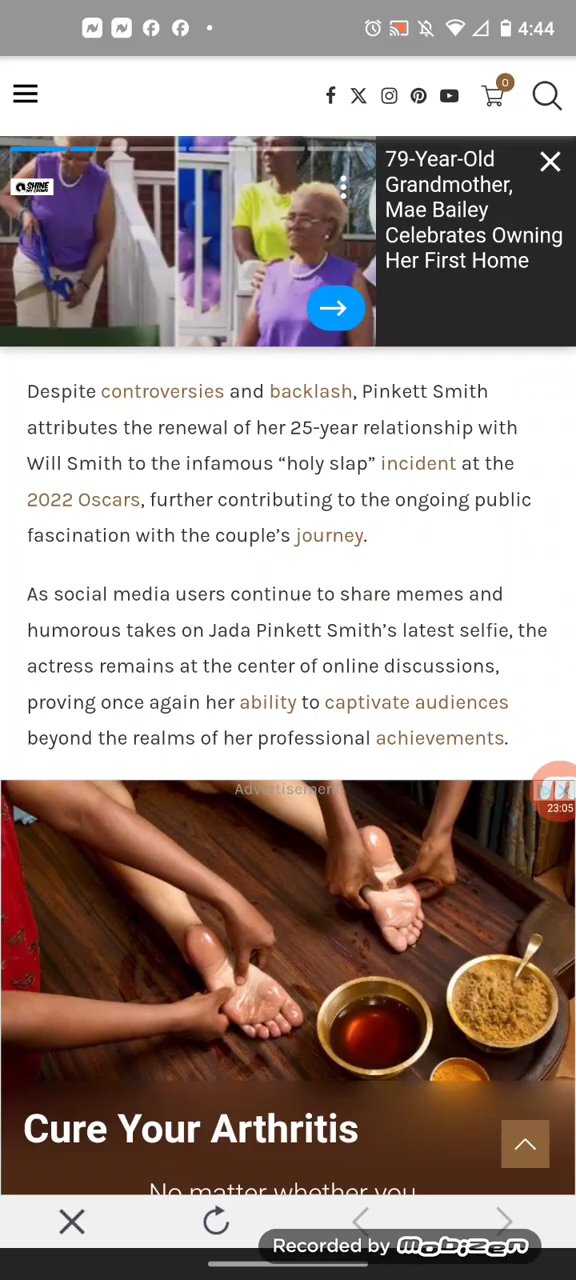 4:44
0
SHINE
79-Year-Old
Grandmother,
Mae Bailey
Celebrates Owning
Her First Home
Despite controversies and backlash, Pinkett Smith
attributes the renewal of her 25-year relationship with
Will Smith to the infamous “holy slap” incident at the
2022 Oscars, further contributing to the ongoing public
fascination with the couple’s journey.
As social media users continue to share memes and
humorous takes on Jada Pinkett Smith’s latest selfie, the
actress remains at the center of online discussions,
proving once again her ability to captivate audiences
beyond the realms of her professional achievements.
Advertisement
23:05
Cure Your Arthritis
No matter whether you
Recorded by mobizen